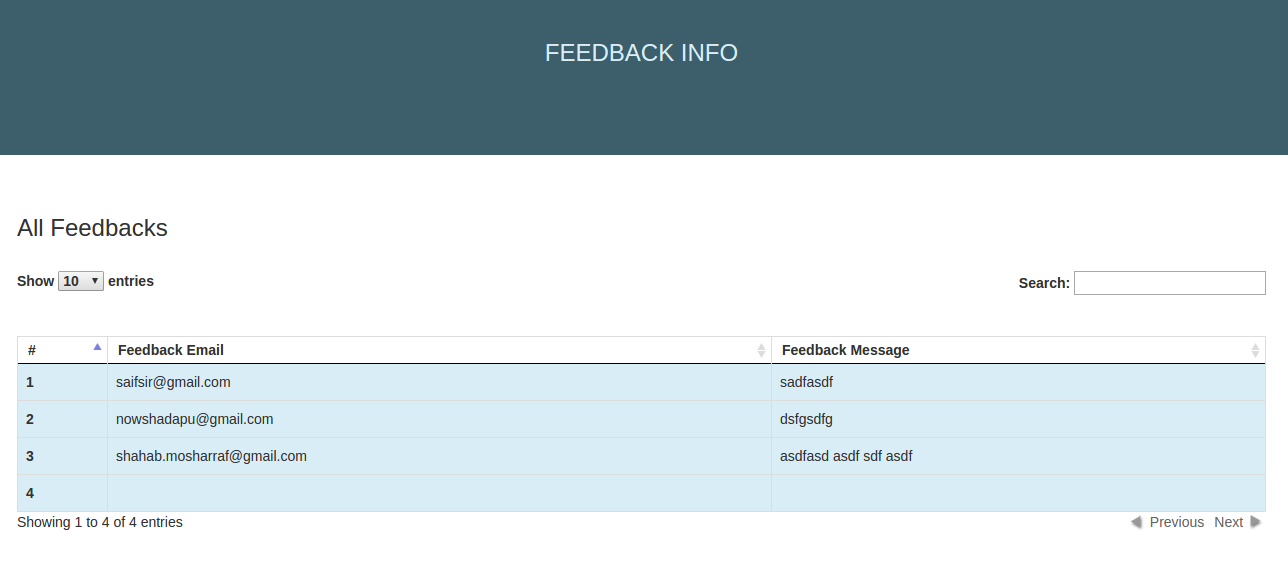 FEEDBACK INFO
All Feedbacks
Show 10 entries Search:
# Feedback Email Feedback Message
1 saifsir@gmail.com sadfasdf
2 nowshadapu@gmail.com dsfgsdfg
3 shahab.mosharraf@gmail.com asdfasd asdf sdf asdf
4
Showing 1 to 4 of 4 entries Previous Next